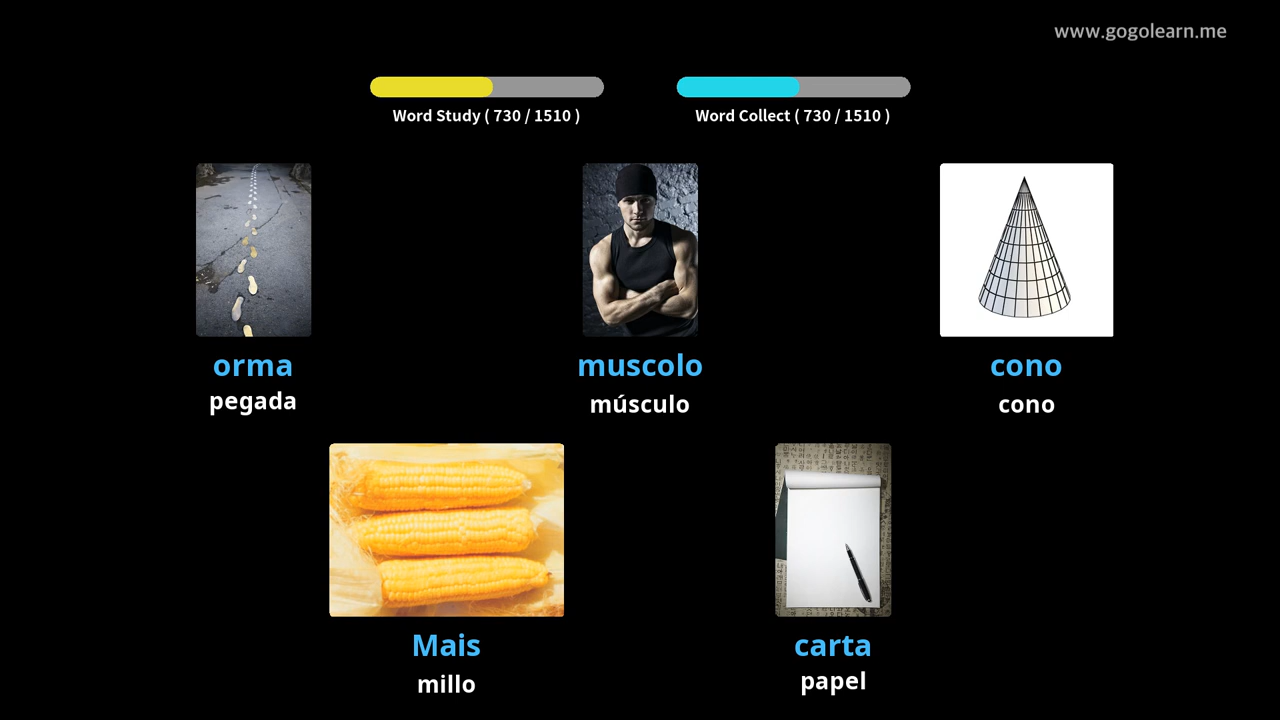 www.gogolearn.me
Word Study ( 730 / 1510 )
Word Collect ( 730 / 1510 )
orma
pegada
muscolo
músculo
cono
cono
Mais
millo
carta
papel